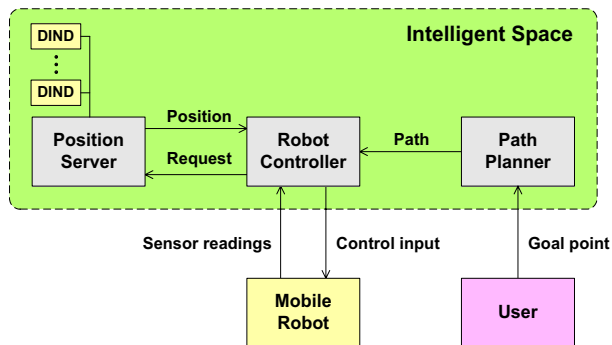 DIND
Intelligent Space
DIND
Position
Position
Server
Request
Robot
Controller
Path
Path
Planner
Sensor readings
Control input
Goal point
Mobile
Robot
User